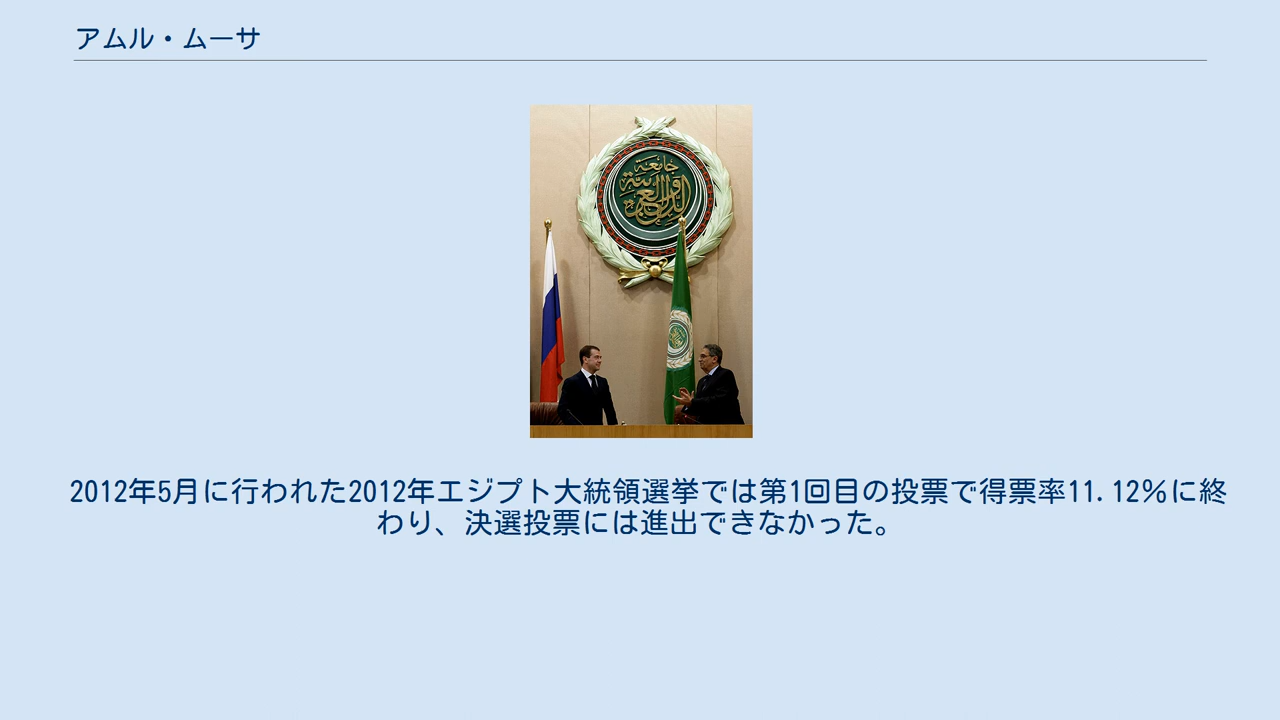 アムル・ムーサ
جامعة
الدول العربية
2012年5月に行われた2012年エジプト大統領選挙では第1回目の投票で得票率11.12%に終
わり、決選投票には進出できなかった。